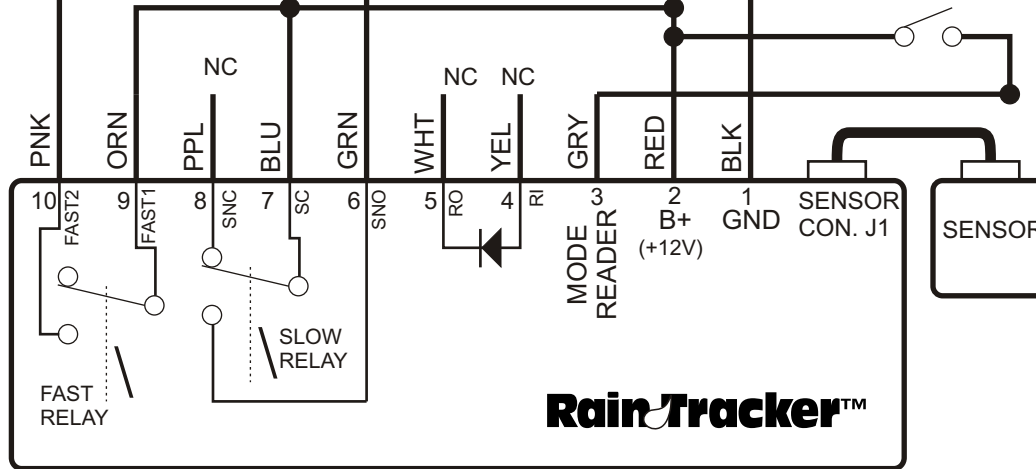 NC
NC
NC
PNK
ORN
PPL
BLU
GRN
WHT
YEL
GRY
RED
BLK
10
FAST2
9
FAST1
8
SNC
7
SC
6
SNO
5
RO
4
RI
3
MODE
READER
2
B+
(+12V)
1
GND
SENSOR
CON. J1
SENSOR
FAST
RELAY
SLOW
RELAY
RainTracker™